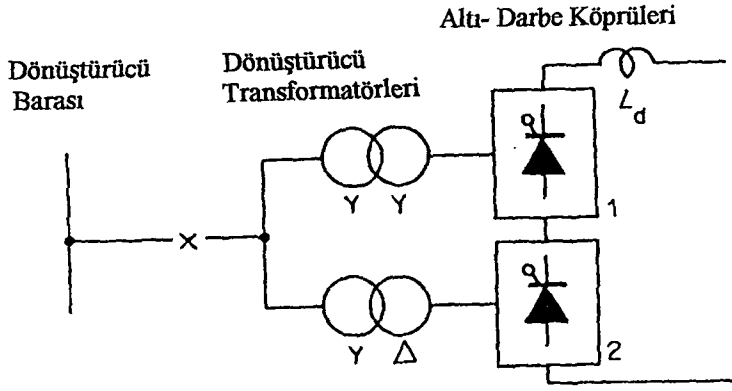 Altı- Darbe Köprüleri
Dönüştürücü
Barası
Dönüştürücü
Transformatörleri
L d
Y Y
1
Y Δ
2